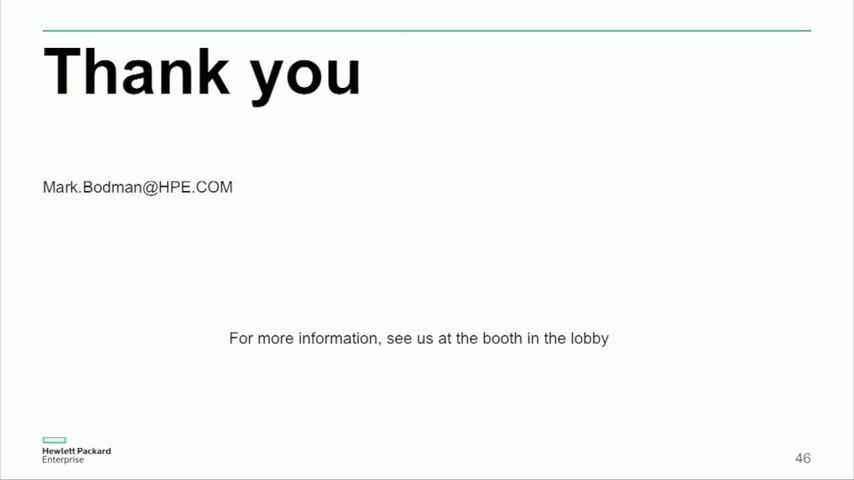 Thank you
Mark.Bodman@HPE.COM
For more information, see us at the booth in the lobby
Hewlett Packard
Enterprise
46